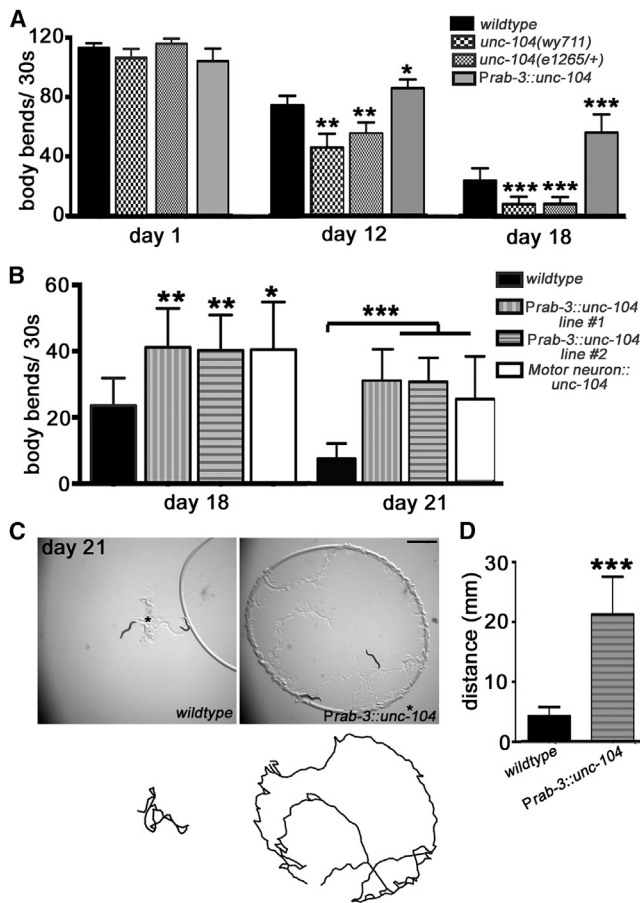 A
body bends/ 30s
120
80
40
0
wildtype
unc-104(wy711)
unc-104(e1265/+)
Prab-3::unc-104
** ** *
*** *** ***
day 1 day 12 day 18
B
body bends/ 30s
60
40
20
0
wildtype
Prab-3::unc-104
line #1
Prab-3::unc-104
line #2
Motor neuron::
unc-104
** ** *
***
day 18 day 21
C
day 21
*
wildtype
*
Prab-3::unc-104
D
distance (mm)
30
20
10
0
***
wildtype
Prab-3::unc-104